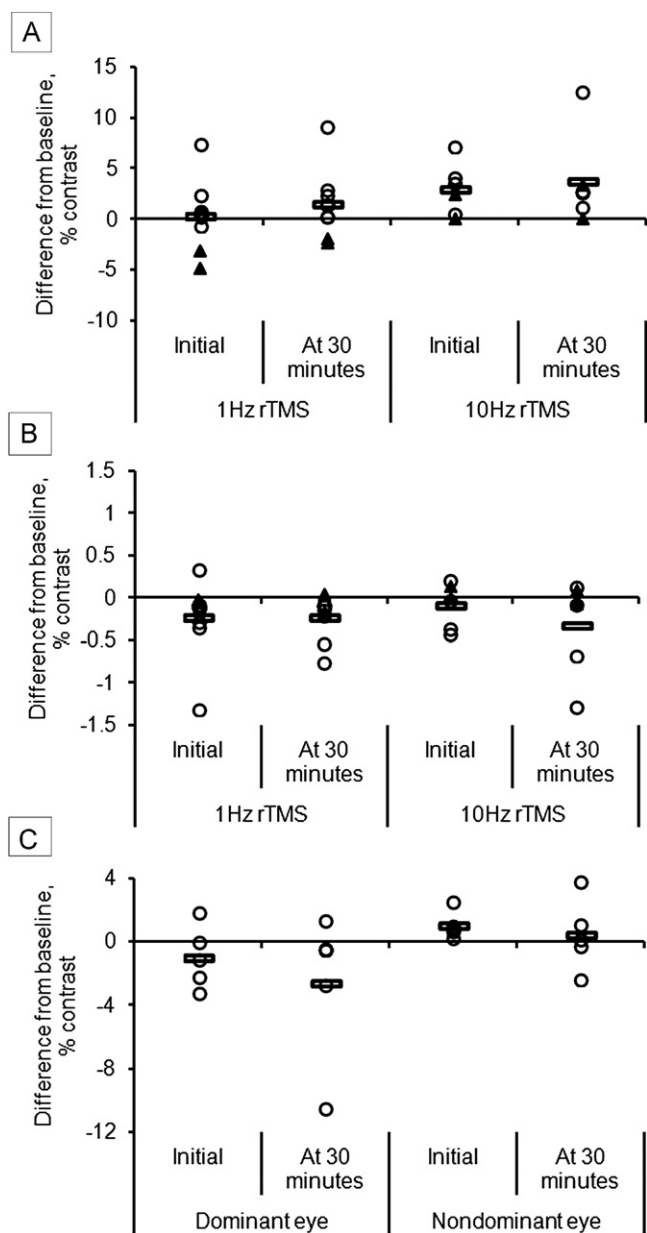 A
Difference from baseline,
% contrast
15
10
5
0
-5
-10
Initial
At 30
minutes
Initial
At 30
minutes
1Hz rTMS
10Hz rTMS
B
Difference from baseline,
% contrast
1.5
1
0.5
0
-0.5
-1
-1.5
Initial
At 30
minutes
Initial
At 30
minutes
1Hz rTMS
10Hz rTMS
C
Difference from baseline,
% contrast
4
0
-4
-8
-12
Initial
At 30
minutes
Initial
At 30
minutes
Dominant eye
Nondominant eye